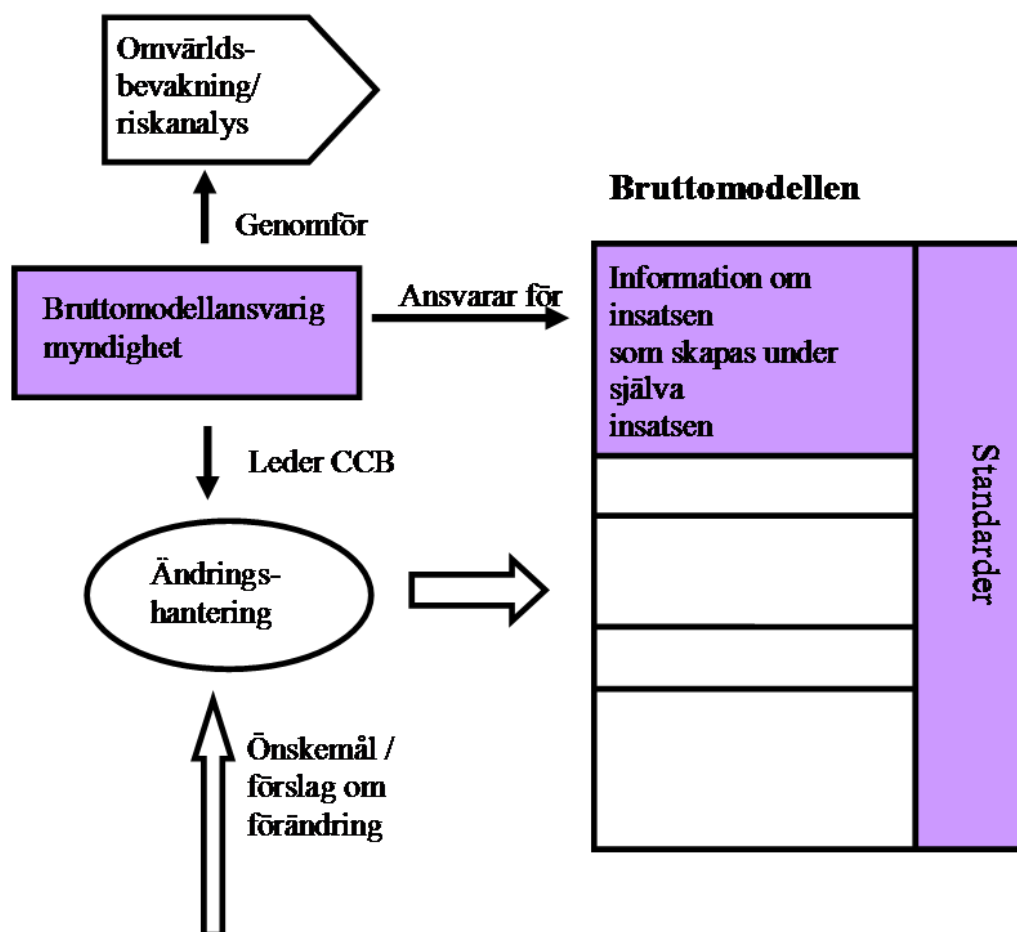 Omvärlds-
bevakning/
riskanalys
Genomför
Bruttomodellansvarig
myndighet
Ansvarar för
Leder CCB
Ändrings-
hantering
Önskemål /
förslag om
förändring
Bruttomodellen
Information om
insatsen
som skapas under
själva
insatsen
Standarder